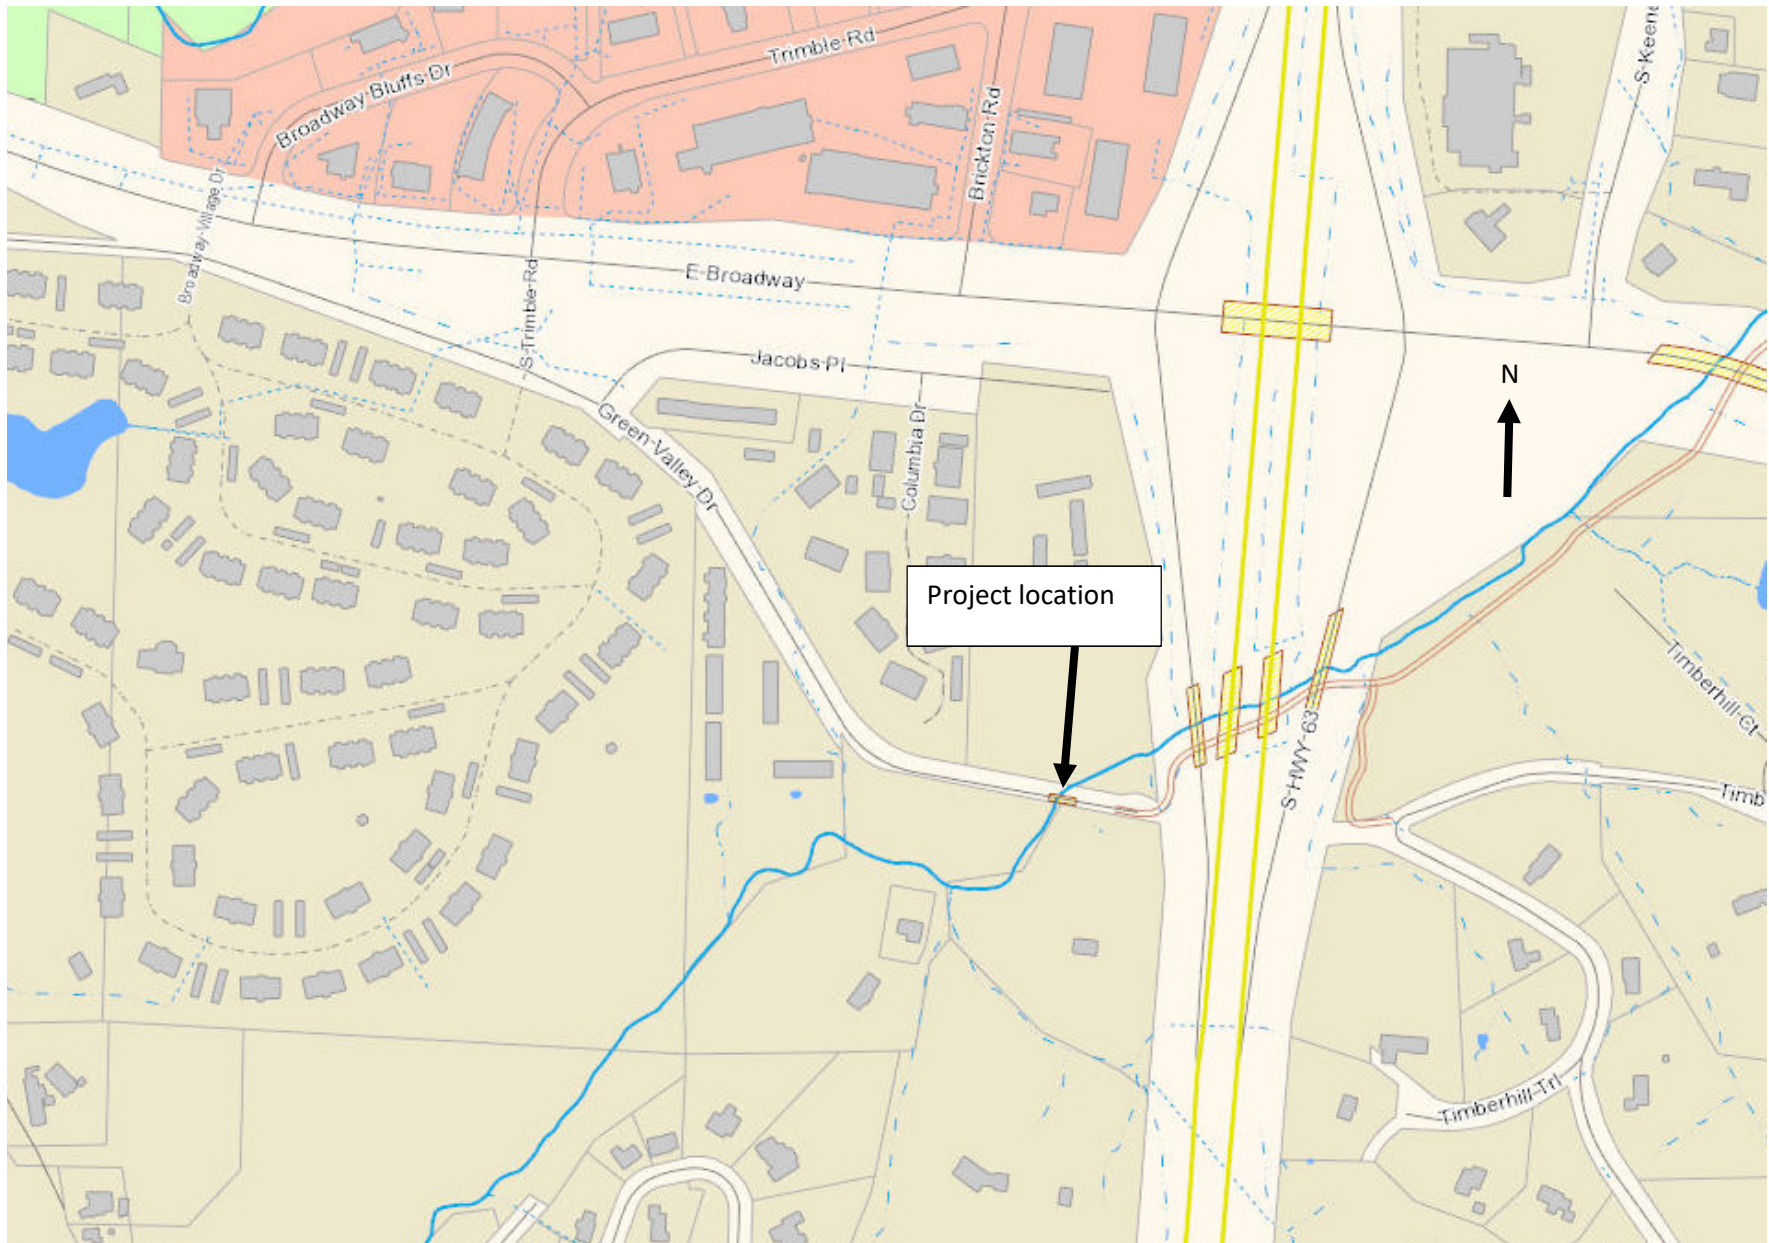 Trimble Rd
S Keene
Broadway Bluffs Dr
Brickton Rd
Broadway Village Dr
E Broadway
S Trimble Rd
Jacobs Pl
N
Green Valley Dr
Columbia Dr
Project location
Timberhill Ct
S HWY 63
Timb
Timberhill Trl